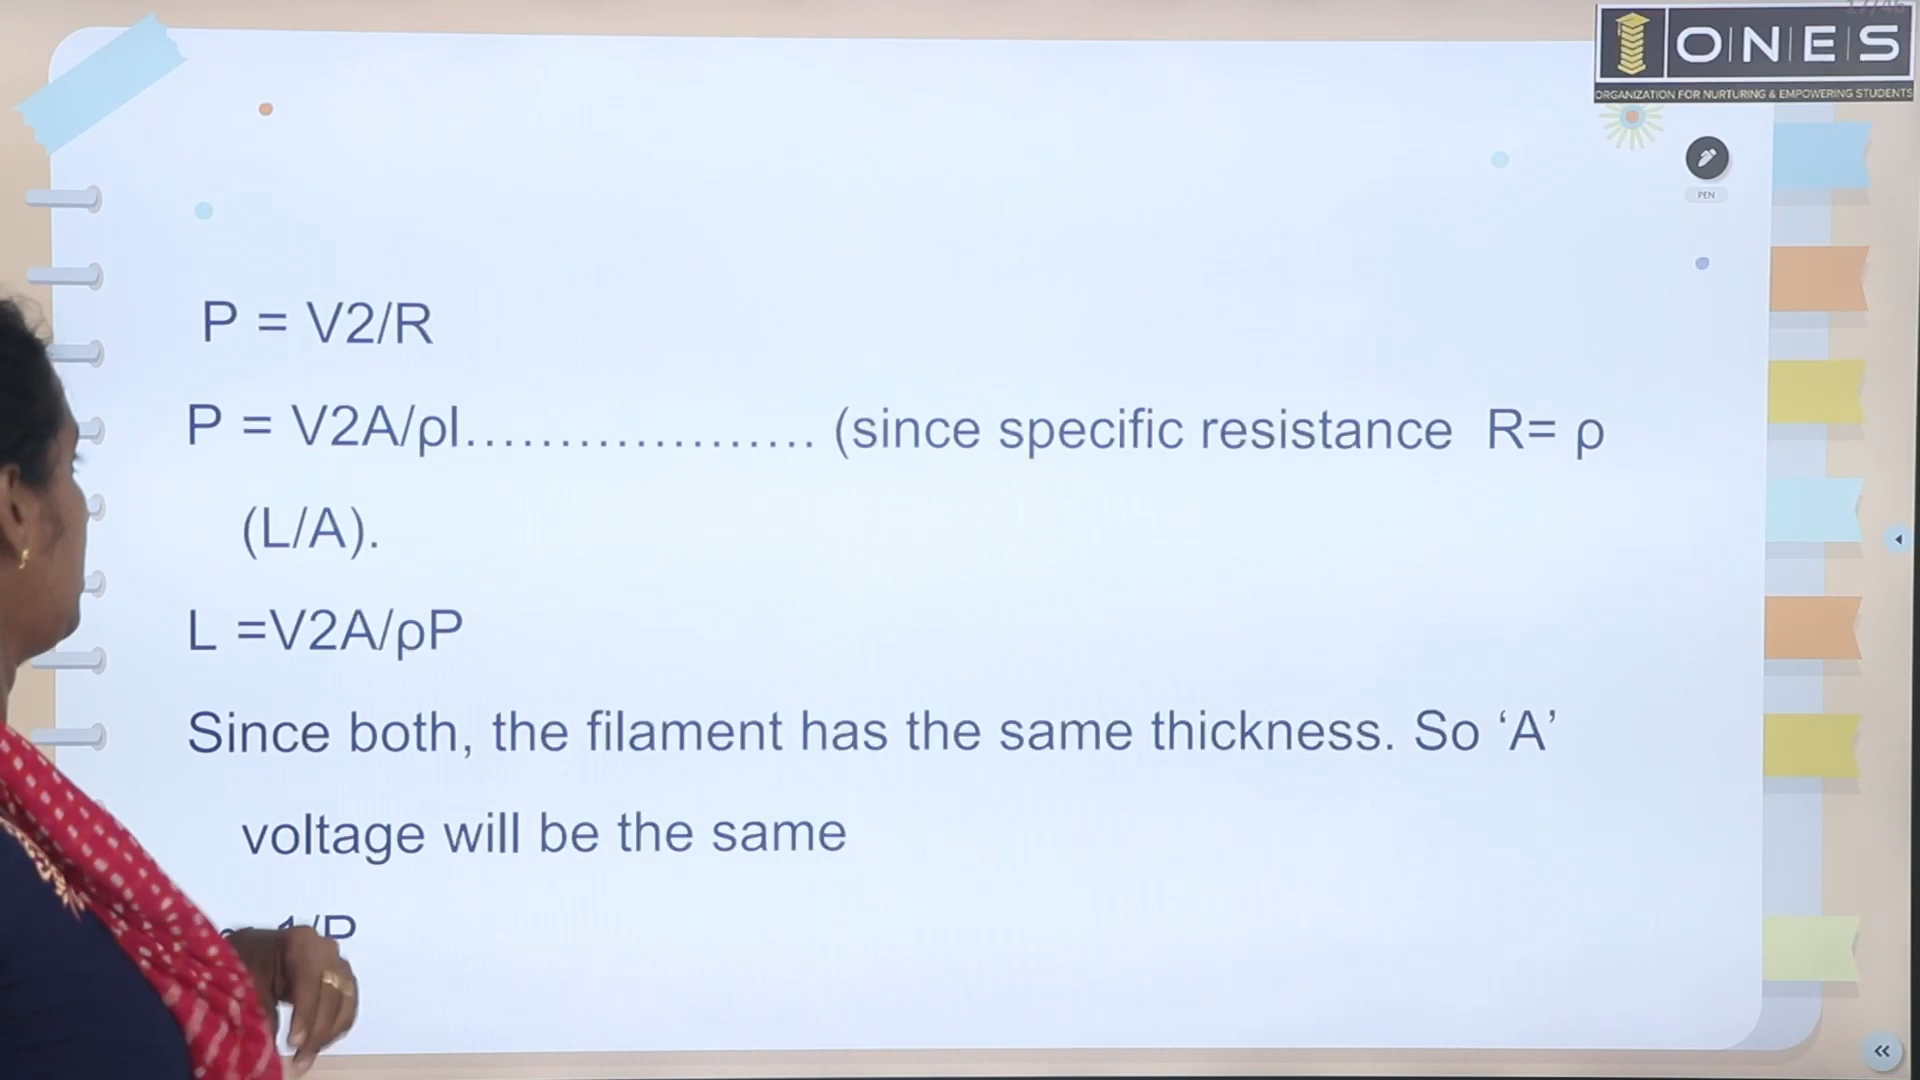 O|N|E|S
ORGANIZATION FOR NURTURING & EMPOWERING STUDENTS
PEN
P = V2/R
P = V2A/ρl................... (since specific resistance R= ρ
(L/A).
L =V2A/ρP
Since both, the filament has the same thickness. So ‘A’
voltage will be the same
1/P